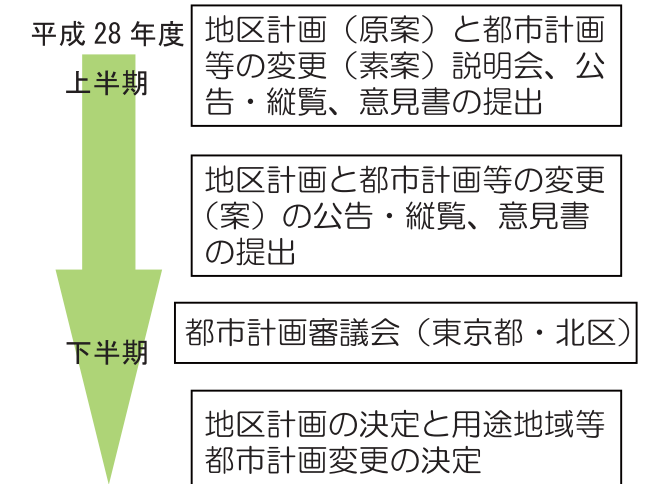 平成 28 年度
上半期
地区計画（原案）と都市計画
等の変更（素案）説明会、公
告・縦覧、意見書の提出
地区計画と都市計画等の変更
（案）の公告・縦覧、意見書
の提出
都市計画審議会（東京都・北区）
下半期
地区計画の決定と用途地域等
都市計画変更の決定